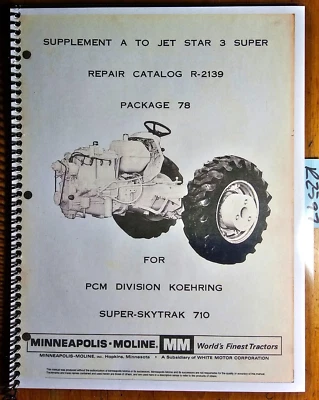 SUPPLEMENT A TO JET STAR 3 SUPER
REPAIR CATALOG R-2139
PACKAGE 78
FOR
PCM DIVISION KOEHRING
SUPER-SKYTRAK 710
MINNEAPOLIS-MOLINE MM World's Finest Tractors
MINNEAPOLIS-MOLINE, INC. Hopkins, Minnesota • A Subsidiary of WHITE MOTOR CORPORATION